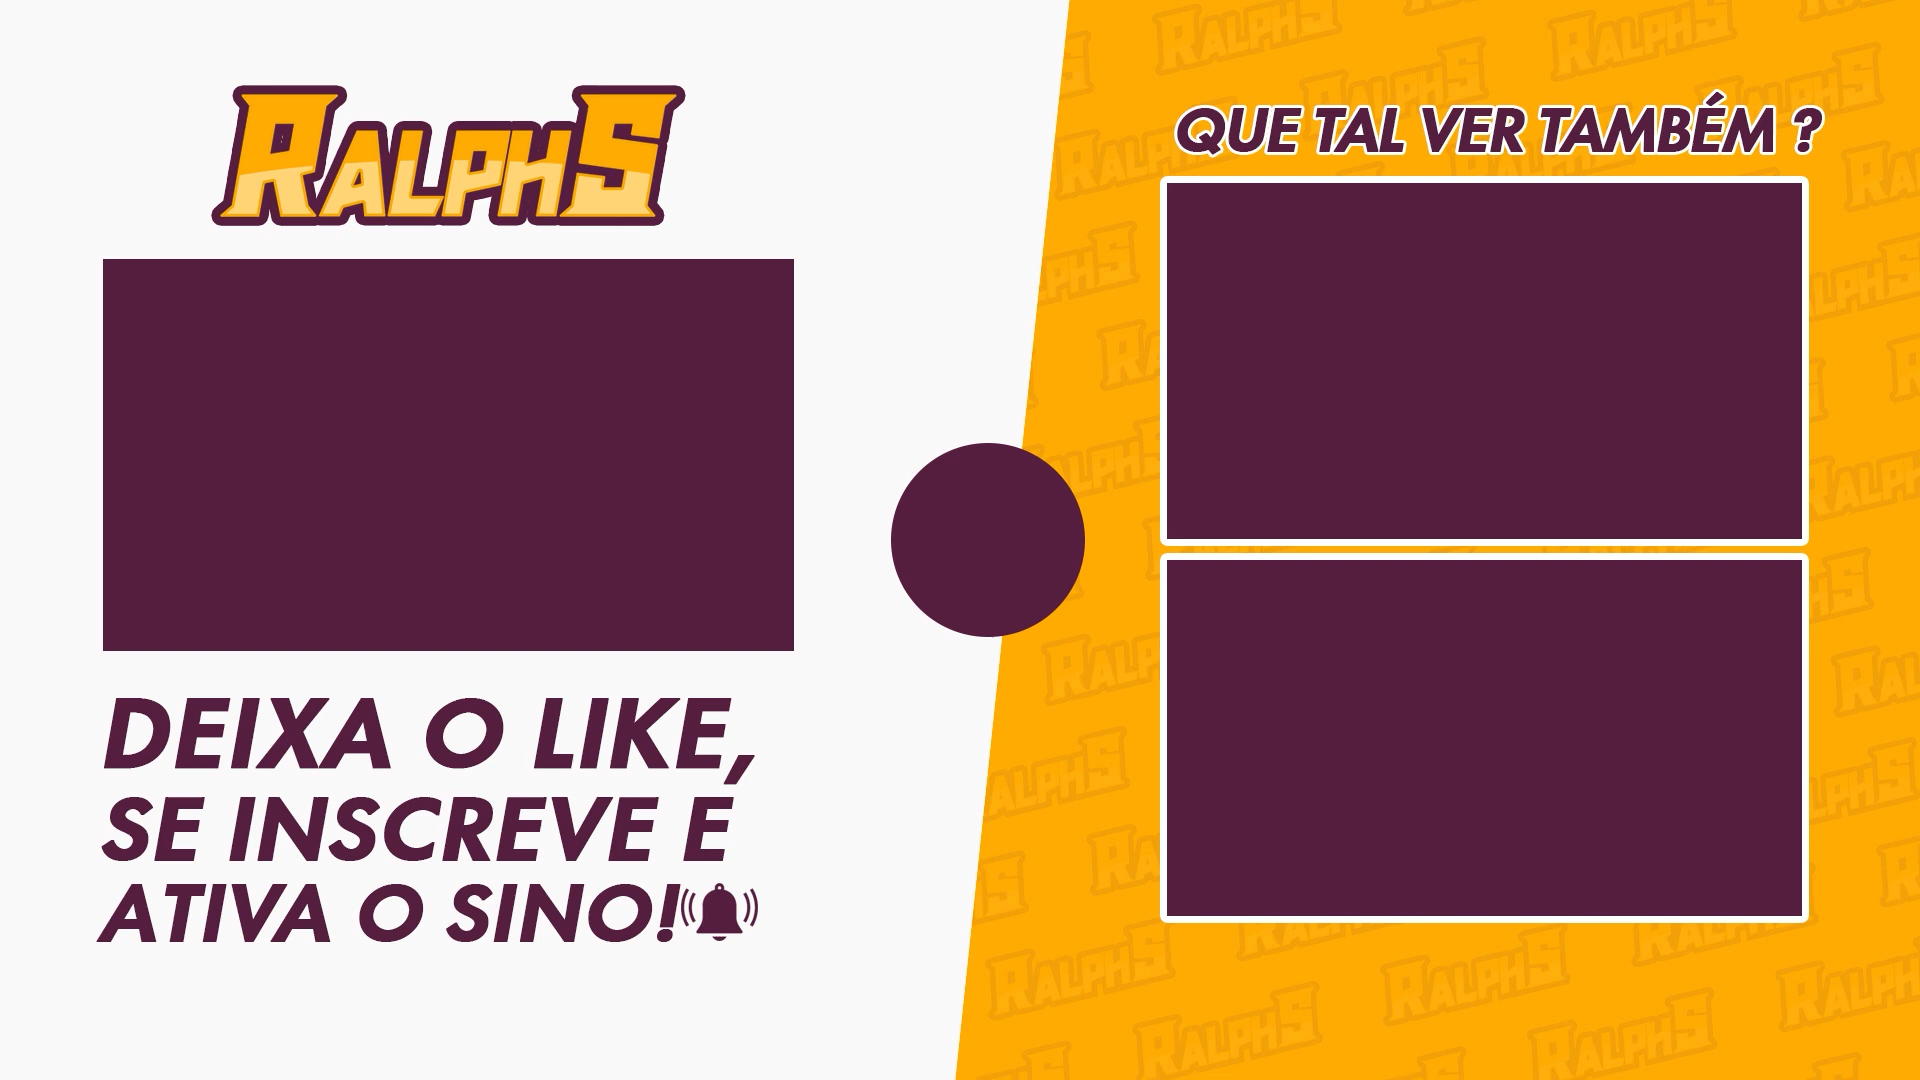 RALPHS
DEIXA O LIKE,
SE INSCREVE E
ATIVA O SINO!
QUE TAL VER TAMBÉM ?